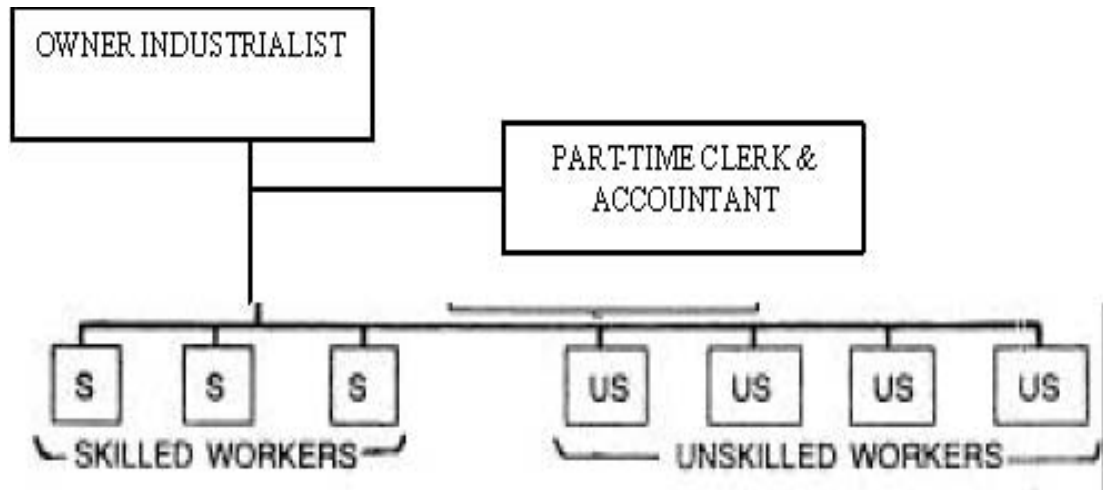 OWNER INDUSTRIALIST
PART-TIME CLERK &
ACCOUNTANT
S S S US US US US
SKILLED WORKERS UNSKILLED WORKERS